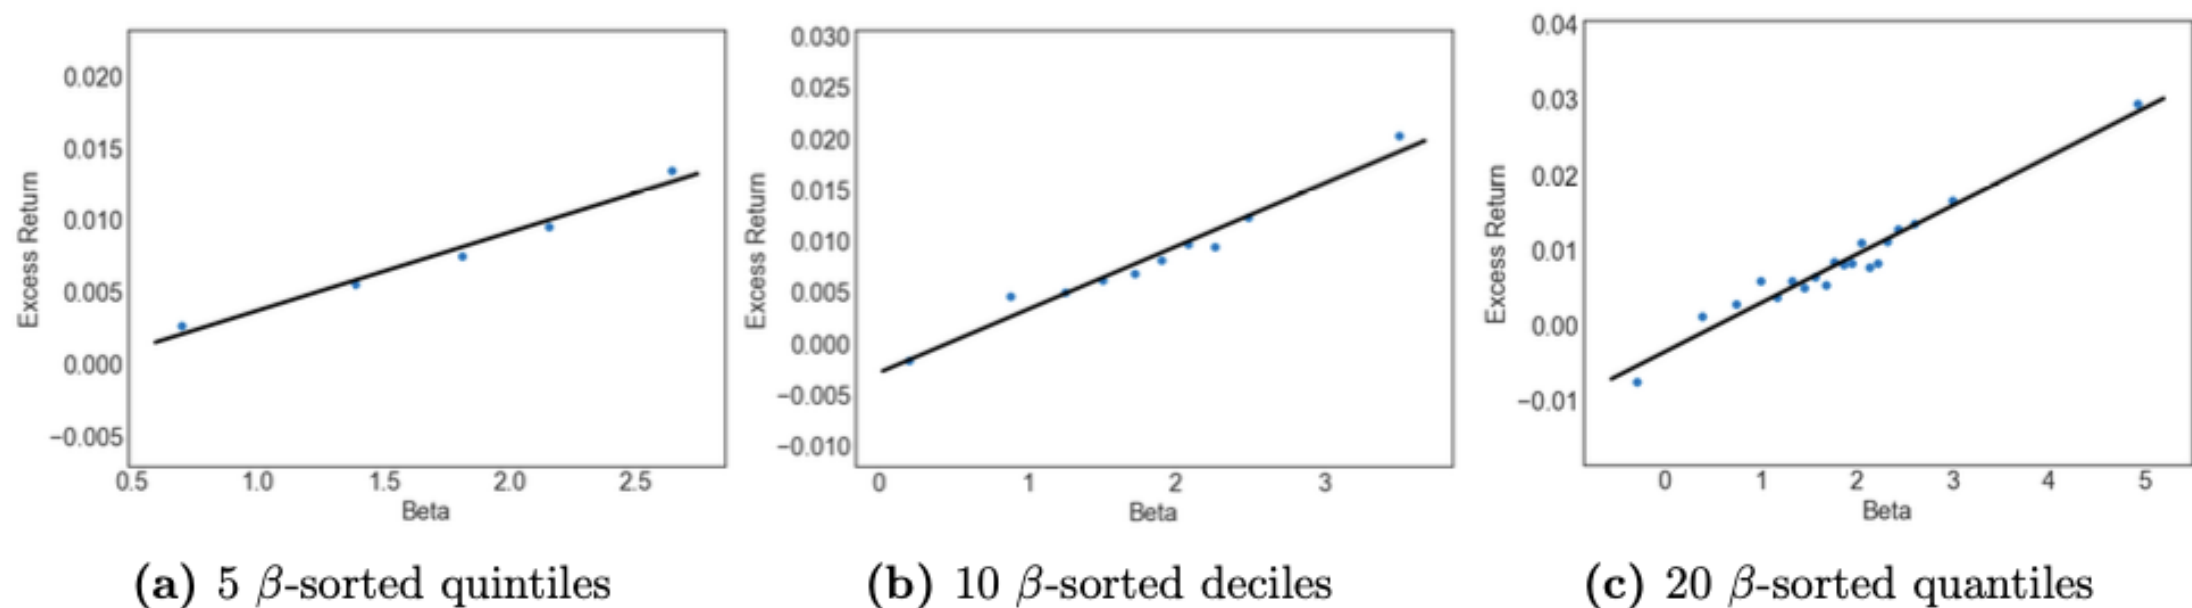 0.020
0.015
0.010
0.005
0.000
−0.005
Excess Return
0.5 1.0 1.5 2.0 2.5
Beta
(a) 5 β-sorted quintiles
0.030
0.025
0.020
0.015
0.010
0.005
0.000
−0.005
−0.010
Excess Return
0 1 2 3
Beta
(b) 10 β-sorted deciles
0.04
0.03
0.02
0.01
0.00
−0.01
Excess Return
0 1 2 3 4 5
Beta
(c) 20 β-sorted quantiles